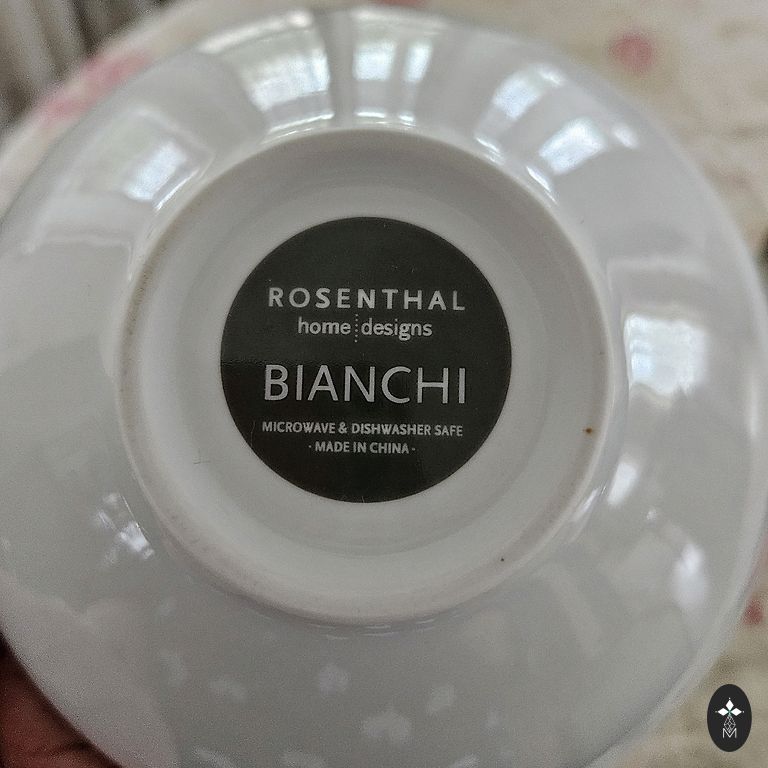 ROSENTHAL
home designs
BIANCHI
MICROWAVE & DISHWASHER SAFE
· MADE IN CHINA ·
M